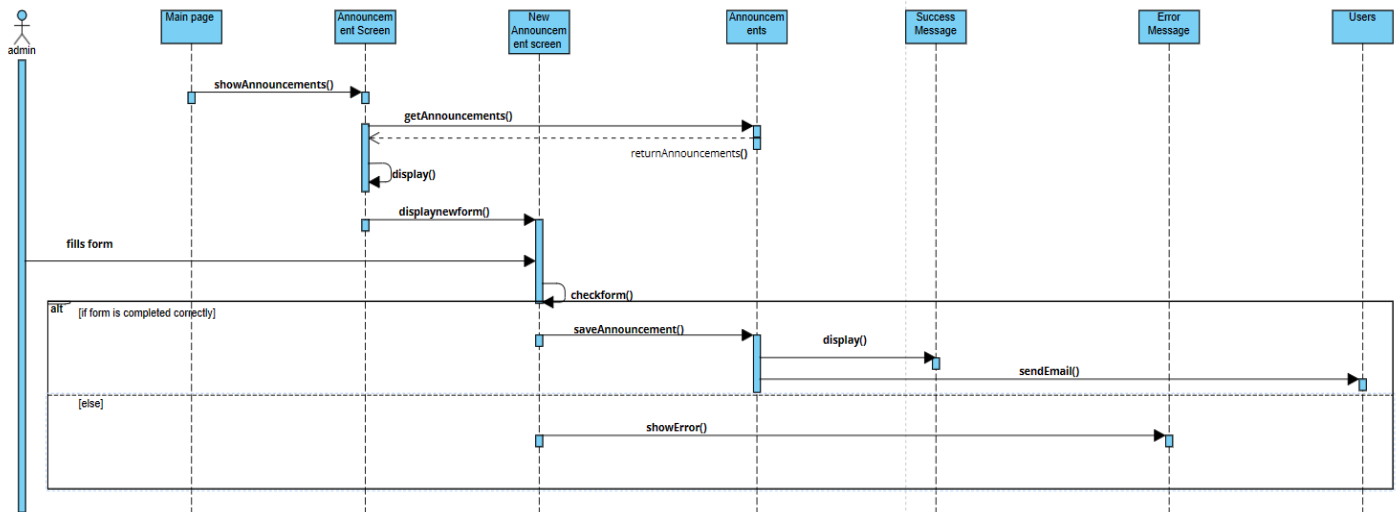 admin
Main page
Announcem
ent Screen
New
Announcem
ent screen
Announcem
ents
Success
Message
Error
Message
Users
showAnnouncements()
getAnnouncements()
returnAnnouncements()
display()
displaynewform()
fills form
checkform()
alt
[if form is completed correctly]
saveAnnouncement()
display()
sendEmail()
[else]
showError()